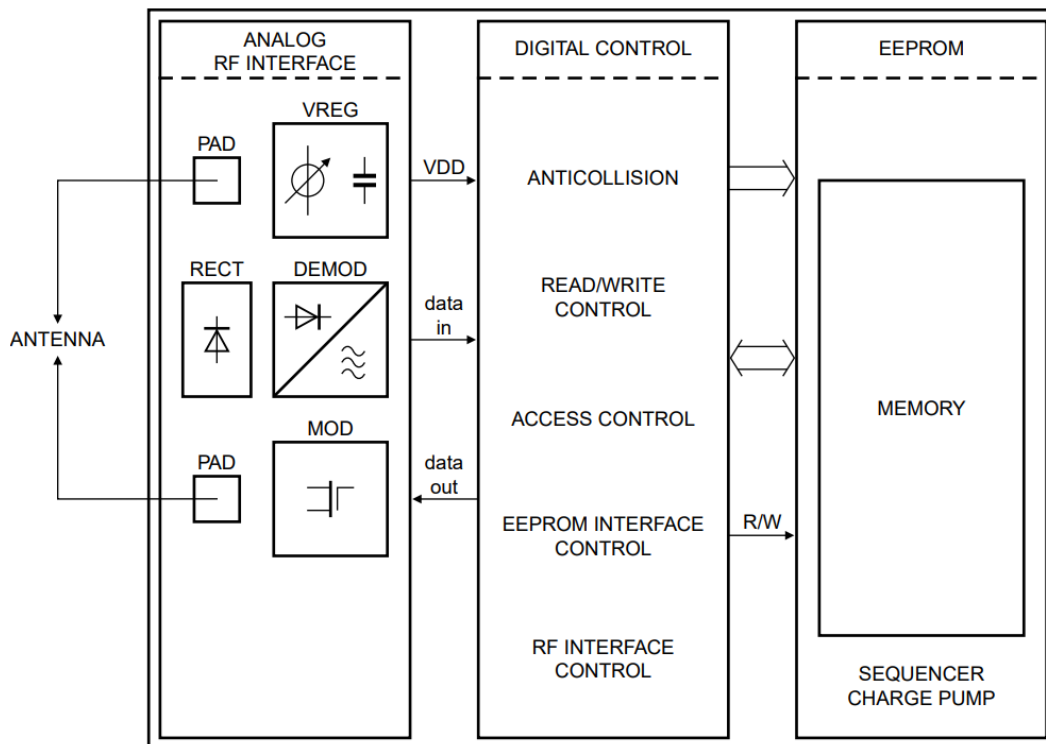 ANALOG
RF INTERFACE
VREG
PAD
RECT
DEMOD
MOD
PAD
ANTENNA
VDD
data
in
data
out
DIGITAL CONTROL
ANTICOLLISION
READ/WRITE
CONTROL
ACCESS CONTROL
EEPROM INTERFACE
CONTROL
RF INTERFACE
CONTROL
R/W
EEPROM
MEMORY
SEQUENCER
CHARGE PUMP